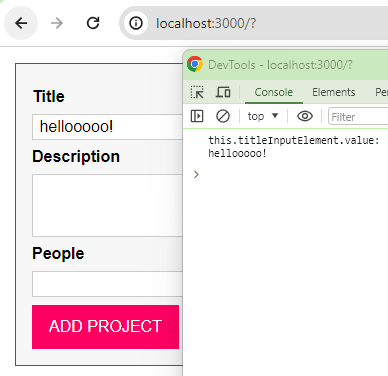 localhost:3000/?
DevTools - localhost:3000/?
Console Elements
top Filter
this.titleInputElement.value:
hellooooo!
Title
hellooooo!
Description
People
ADD PROJECT